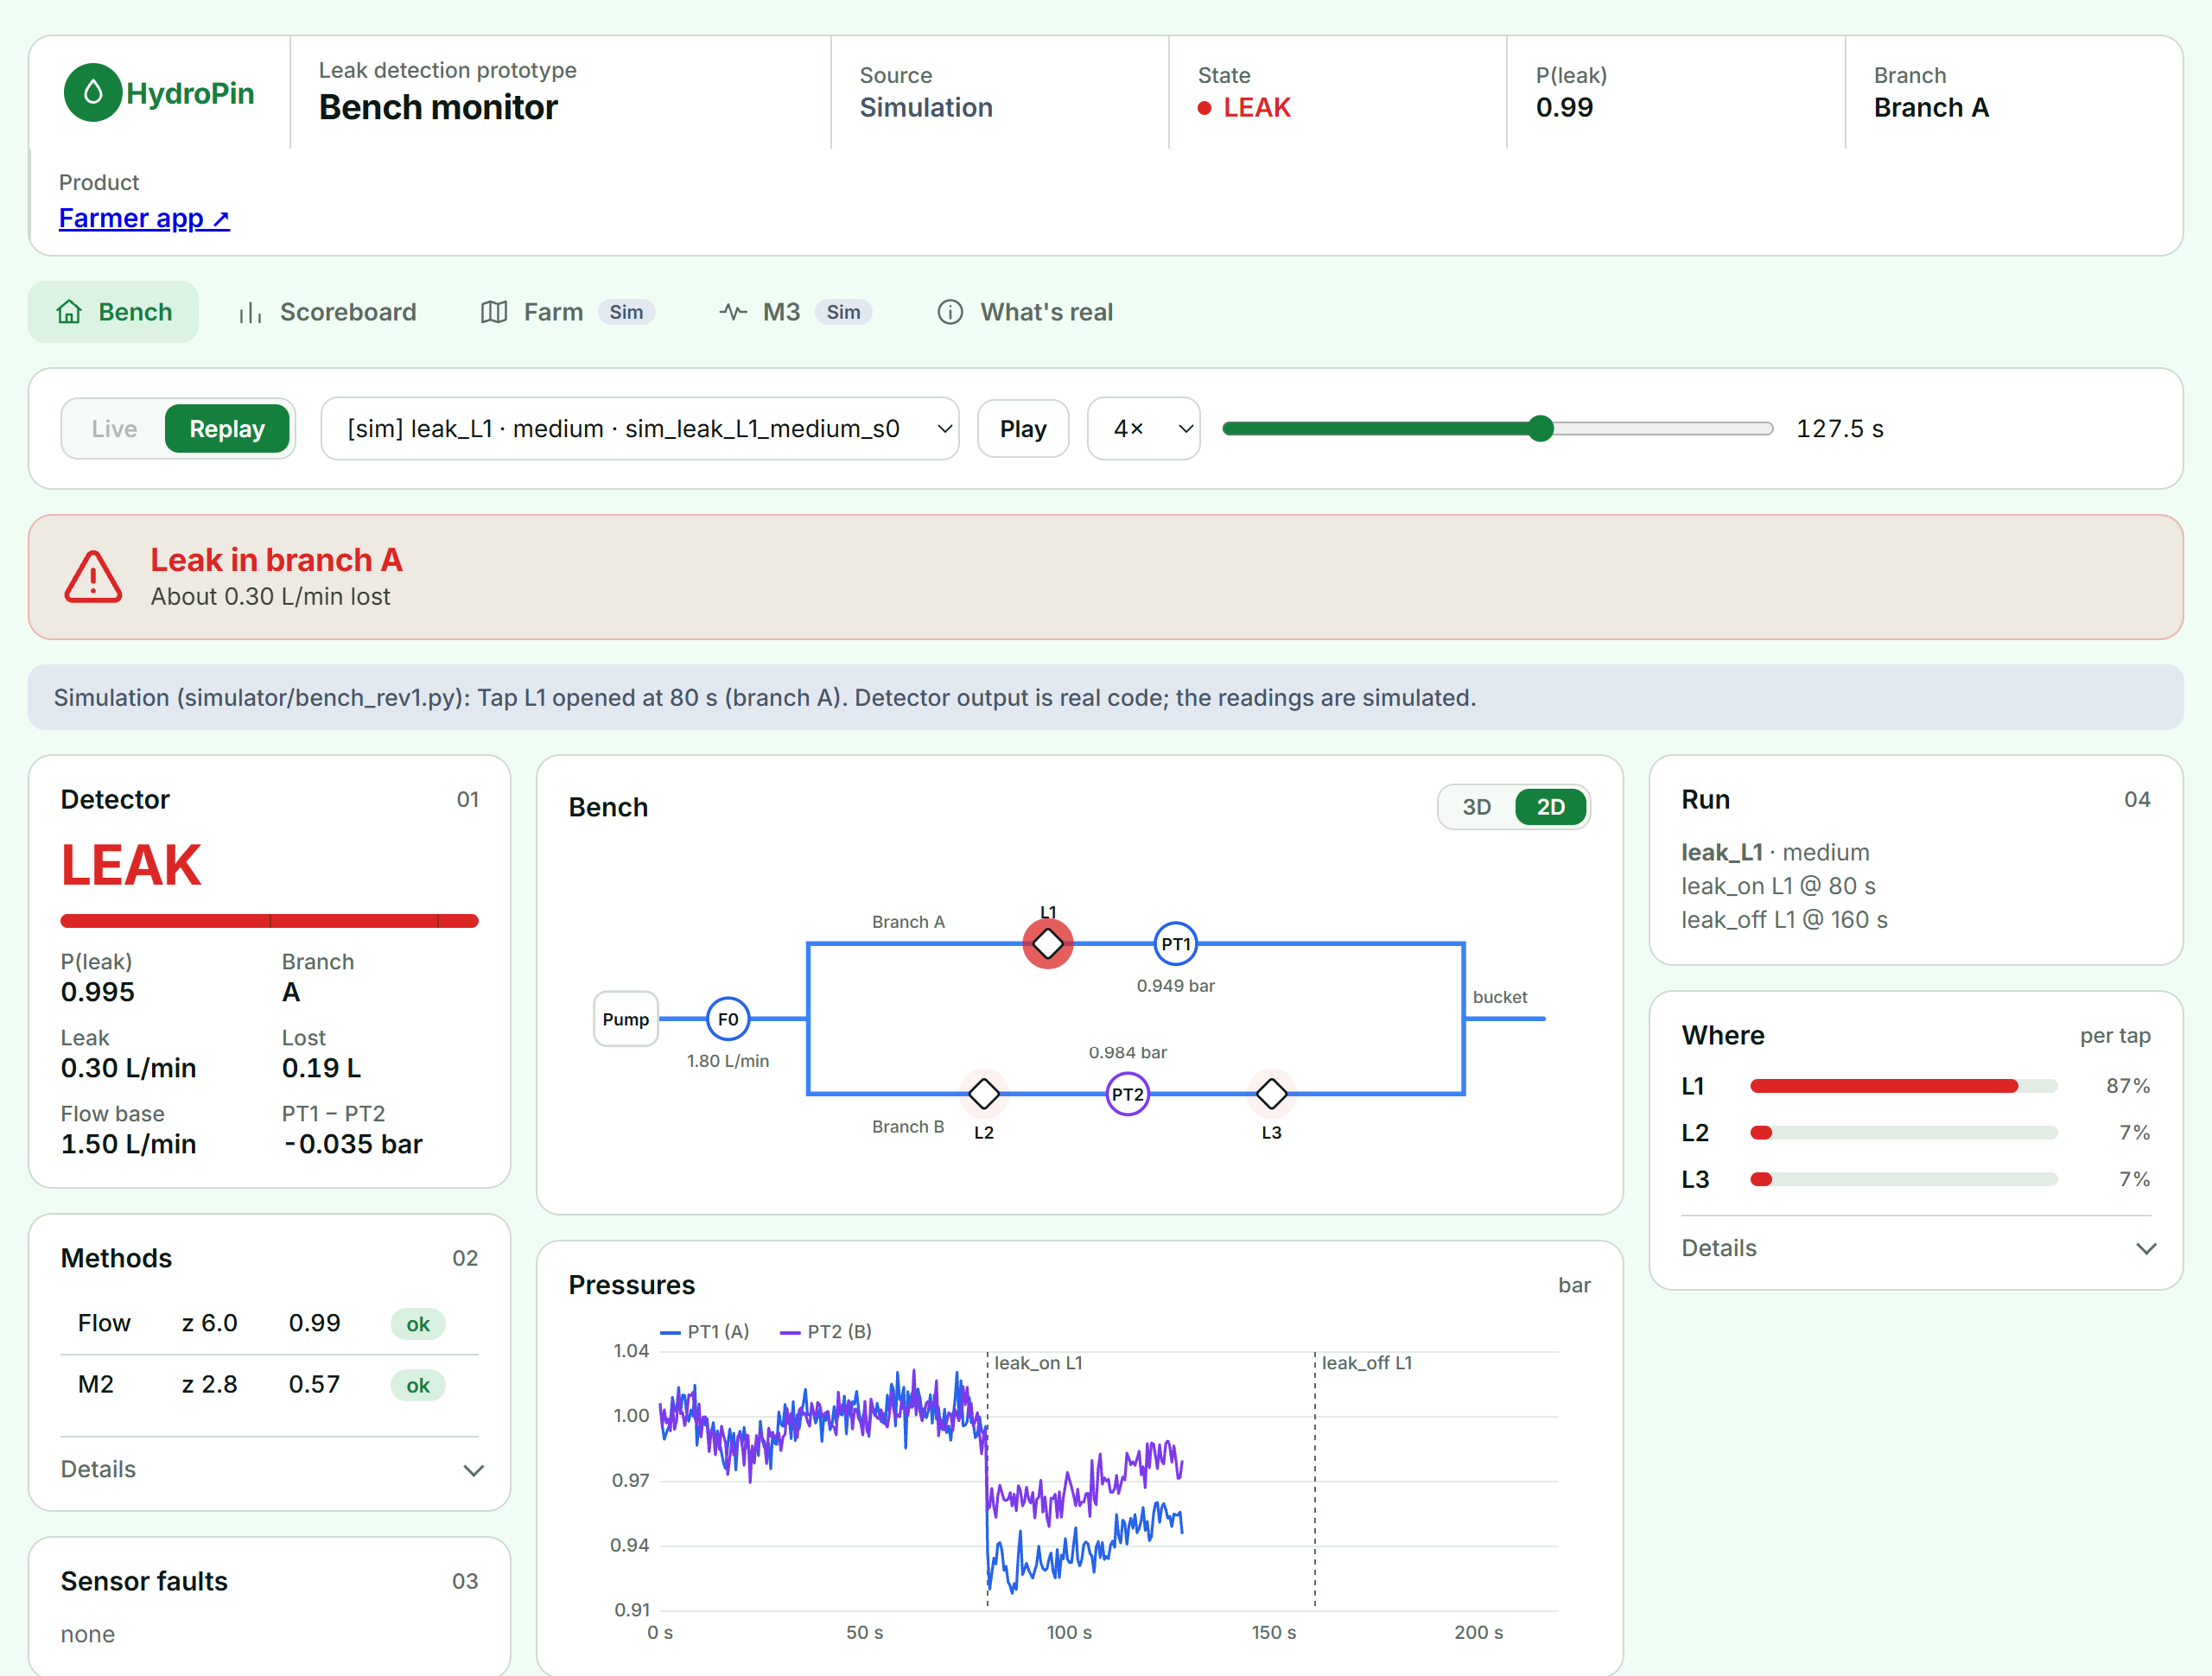 HydroPin
Leak detection prototype
Bench monitor
Source
Simulation
State
LEAK
P(leak)
0.99
Branch
Branch A
Product
Farmer app ↗
Bench
Scoreboard
Farm Sim
M3 Sim
What's real
Live Replay
[sim] leak_L1 · medium · sim_leak_L1_medium_s0
Play
4×
127.5 s
Leak in branch A
About 0.30 L/min lost
Simulation (simulator/bench_rev1.py): Tap L1 opened at 80 s (branch A). Detector output is real code; the readings are simulated.
Detector 01
LEAK
P(leak) Branch
0.995 A
Leak Lost
0.30 L/min 0.19 L
Flow base PT1 – PT2
1.50 L/min -0.035 bar
Methods 02
Flow z 6.0 0.99 ok
M2 z 2.8 0.57 ok
Details
Sensor faults 03
none
Bench 3D 2D
L1
Branch A
PT1
0.949 bar
Pump F0
bucket
1.80 L/min
0.984 bar
PT2
Branch B L2 L3
Pressures bar
PT1 (A) PT2 (B)
1.04
leak_on L1 leak_off L1
1.00
0.97
0.94
0.91
0 s 50 s 100 s 150 s 200 s
Run 04
leak_L1 · medium
leak_on L1 @ 80 s
leak_off L1 @ 160 s
Where per tap
L1 87%
L2 7%
L3 7%
Details